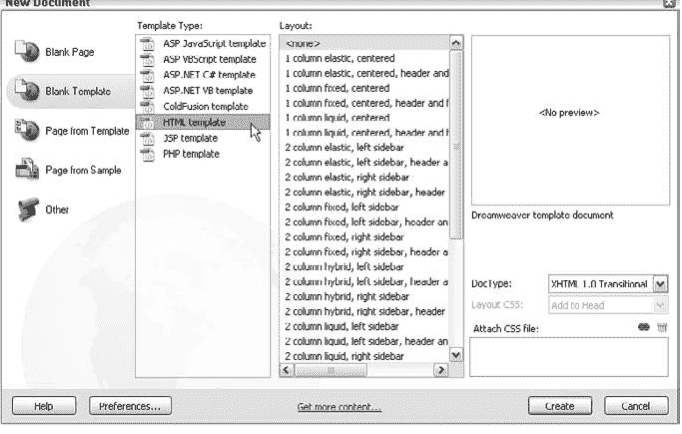 New Document
Blank Page
Blank Template
Page from Template
Page from Sample
Other
Template Type:
ASP JavaScript template
ASP VBScript template
ASP.NET C# template
ASP.NET VB template
ColdFusion template
HTML template
JSP template
PHP template
Layout:
<none>
1 column elastic, centered
1 column elastic, centered, header and
1 column fixed, centered
1 column fixed, centered, header and f
1 column liquid, centered
1 column liquid, centered, header and f
2 column elastic, left sidebar
2 column elastic, left sidebar, header a
2 column elastic, right sidebar
2 column elastic, right sidebar, header
2 column fixed, left sidebar
2 column fixed, left sidebar, header an
2 column fixed, right sidebar
2 column fixed, right sidebar, header a
2 column hybrid, left sidebar
2 column hybrid, left sidebar, header a
2 column hybrid, right sidebar
2 column hybrid, right sidebar, header
2 column liquid, left sidebar
2 column liquid, left sidebar, header an
2 column liquid, right sidebar
<No preview>
Dreamweaver template document
DocType:
XHTML 1.0 Transitional
Layout CSS:
Add to Head
Attach CSS file:
Help
Preferences...
Get more content...
Create
Cancel